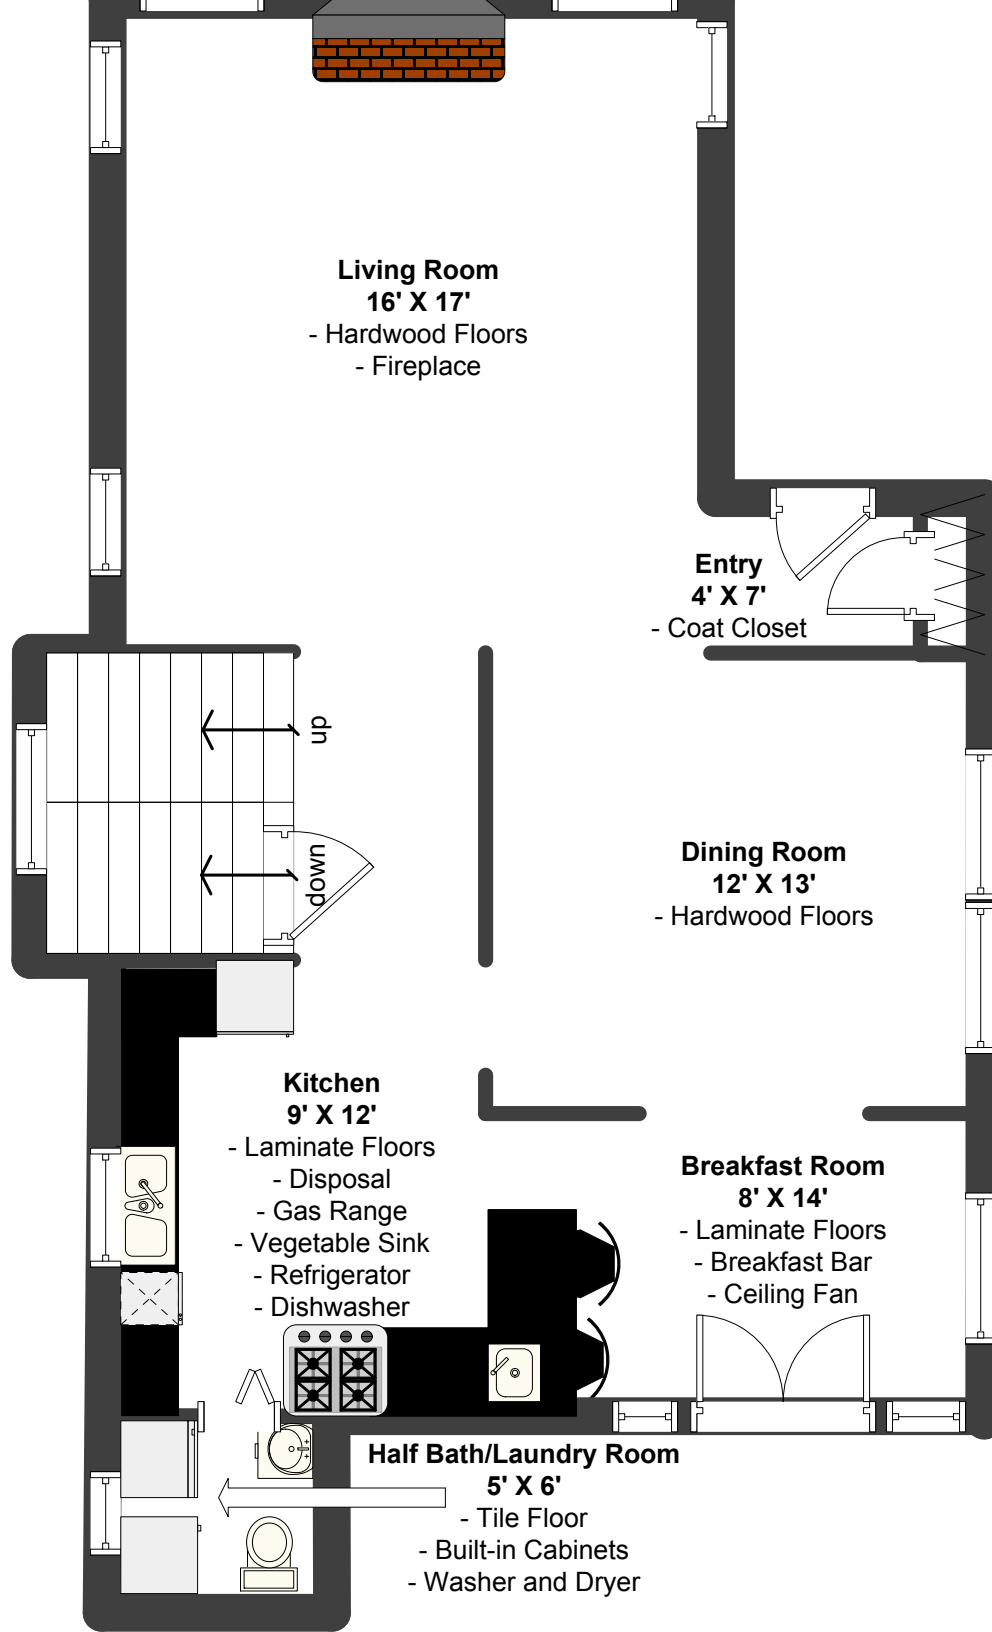 Living Room
16' X 17'
- Hardwood Floors
- Fireplace
Entry
4' X 7'
- Coat Closet
up
down
Dining Room
12' X 13'
- Hardwood Floors
Kitchen
9' X 12'
- Laminate Floors
- Disposal
- Gas Range
- Vegetable Sink
- Refrigerator
- Dishwasher
Breakfast Room
8' X 14'
- Laminate Floors
- Breakfast Bar
- Ceiling Fan
Half Bath/Laundry Room
5' X 6'
- Tile Floor
- Built-in Cabinets
- Washer and Dryer